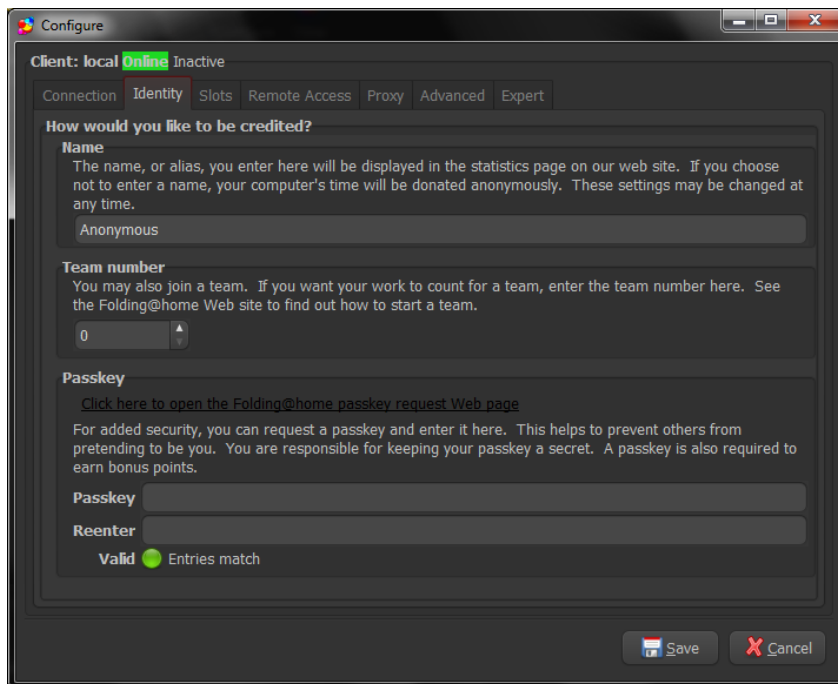 Configure
Client: local Online Inactive
Connection Identity Slots Remote Access Proxy Advanced Expert
How would you like to be credited?
Name
The name, or alias, you enter here will be displayed in the statistics page on our web site. If you choose
not to enter a name, your computer's time will be donated anonymously. These settings may be changed at
any time.
Anonymous
Team number
You may also join a team. If you want your work to count for a team, enter the team number here. See
the Folding@home Web site to find out how to start a team.
0
Passkey
Click here to open the Folding@home passkey request Web page
For added security, you can request a passkey and enter it here. This helps to prevent others from
pretending to be you. You are responsible for keeping your passkey a secret. A passkey is also required to
earn bonus points.
Passkey
Reenter
Valid Entries match
Save Cancel